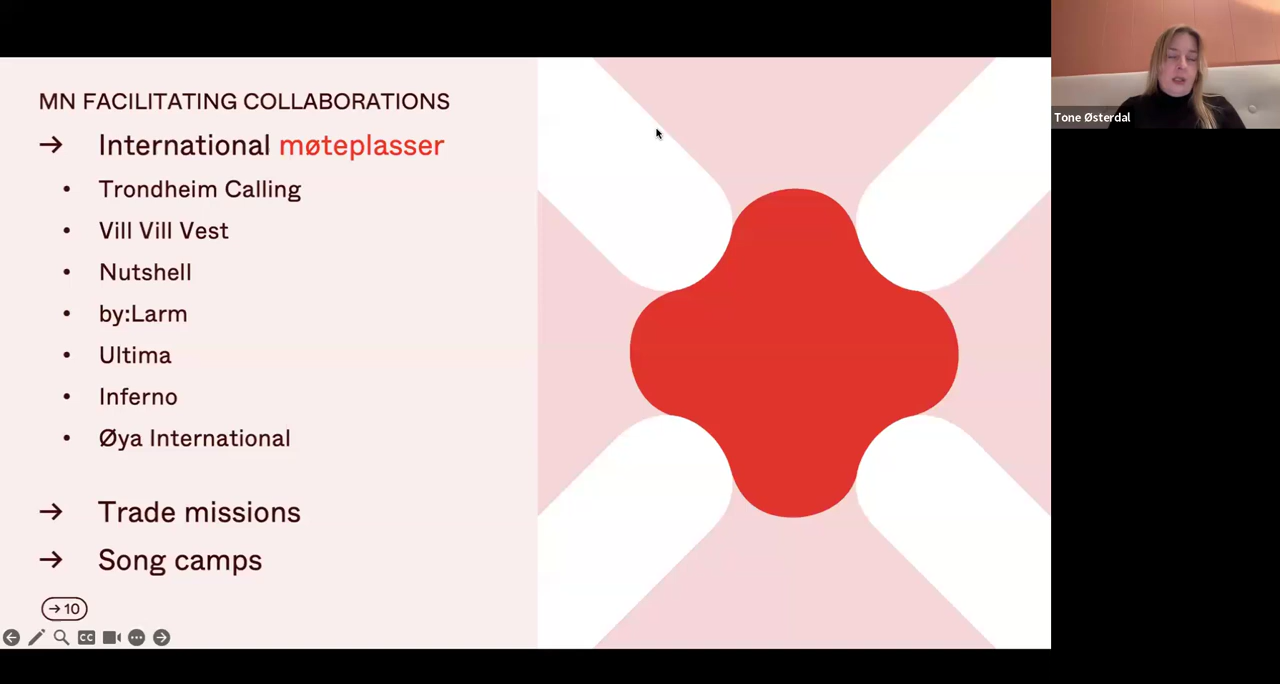 MN FACILITATING COLLABORATIONS
→ International møteplasser
• Trondheim Calling
• Vill Vill Vest
• Nutshell
• by:Larm
• Ultima
• Inferno
• Øya International
→ Trade missions
→ Song camps
→ 10
CC
Tone Østerdal